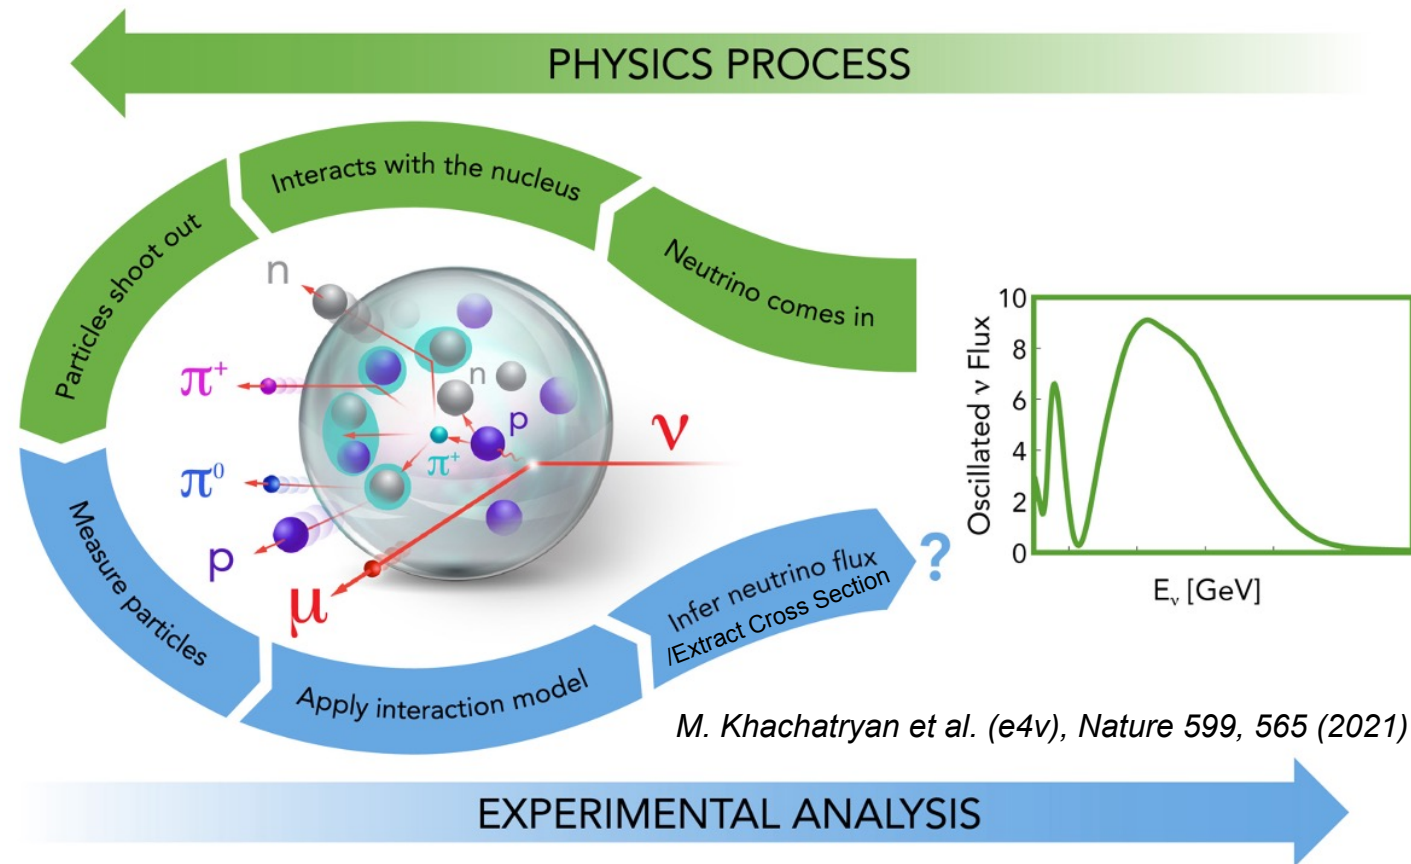 PHYSICS PROCESS
Neutrino comes in
Interacts with the nucleus
Particles shoot out
n
π⁺
π⁰
p
μ
n
p
π⁺
ν
Measure particles
Apply interaction model
Infer neutrino flux
/Extract Cross Section
?
10
8
6
4
2
0
Oscillated ν Flux
Eᵥ [GeV]
M. Khachatryan et al. (e4v), Nature 599, 565 (2021)
EXPERIMENTAL ANALYSIS